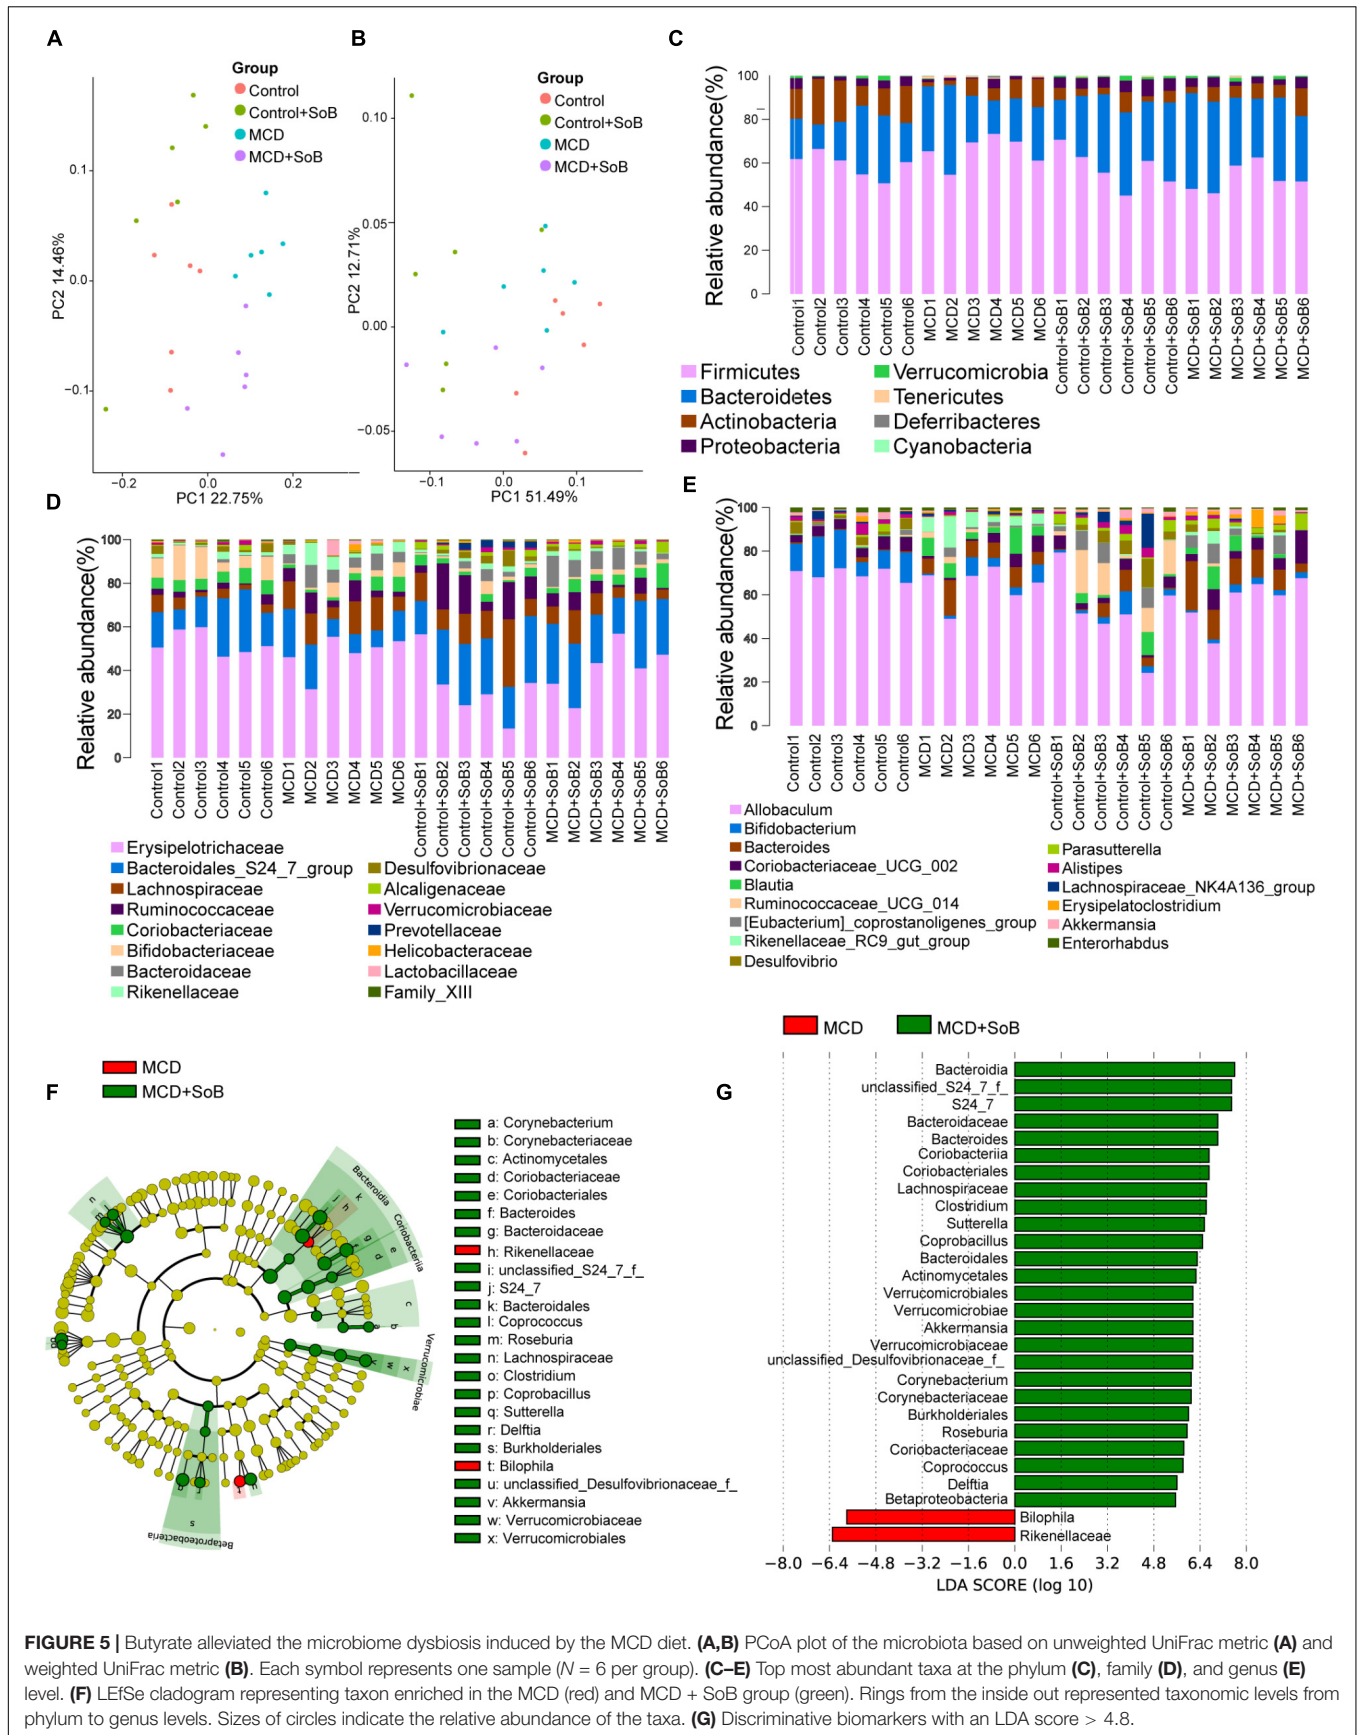 A
Group
Control
Control+SoB
MCD
MCD+SoB
PC2 14.46%
0.1
0.0
−0.1
−0.2
0.0
0.2
PC1 22.75%
B
Group
Control
Control+SoB
MCD
MCD+SoB
PC2 12.71%
0.10
0.05
0.00
−0.05
−0.1
0.0
0.1
PC1 51.49%
C
Relative abundance(%)
100
80
60
40
20
0
Control1
Control2
Control3
Control4
Control5
Control6
MCD1
MCD2
MCD3
MCD4
MCD5
MCD6
Control+SoB1
Control+SoB2
Control+SoB3
Control+SoB4
Control+SoB5
Control+SoB6
MCD+SoB1
MCD+SoB2
MCD+SoB3
MCD+SoB4
MCD+SoB5
MCD+SoB6
Firmicutes
Bacteroidetes
Actinobacteria
Proteobacteria
Verrucomicrobia
Tenericutes
Deferribacteres
Cyanobacteria
D
Relative abundance(%)
100
80
60
40
20
0
Control1
Control2
Control3
Control4
Control5
Control6
MCD1
MCD2
MCD3
MCD4
MCD5
MCD6
Control+SoB1
Control+SoB2
Control+SoB3
Control+SoB4
Control+SoB5
Control+SoB6
MCD+SoB1
MCD+SoB2
MCD+SoB3
MCD+SoB4
MCD+SoB5
MCD+SoB6
Erysipelotrichaceae
Bacteroidales_S24_7_group
Lachnospiraceae
Ruminococcaceae
Coriobacteriaceae
Bifidobacteriaceae
Bacteroidaceae
Rikenellaceae
Desulfovibrionaceae
Alcaligenaceae
Verrucomicrobiaceae
Prevotellaceae
Helicobacteraceae
Lactobacillaceae
Family_XIII
E
Relative abundance(%)
100
80
60
40
20
0
Control1
Control2
Control3
Control4
Control5
Control6
MCD1
MCD2
MCD3
MCD4
MCD5
MCD6
Control+SoB1
Control+SoB2
Control+SoB3
Control+SoB4
Control+SoB5
Control+SoB6
MCD+SoB1
MCD+SoB2
MCD+SoB3
MCD+SoB4
MCD+SoB5
MCD+SoB6
Allobaculum
Bifidobacterium
Bacteroides
Coriobacteriaceae_UCG_002
Blautia
Ruminococcaceae_UCG_014
[Eubacterium]_coprostanoligenes_group
Rikenellaceae_RC9_gut_group
Desulfovibrio
Parasutterella
Alistipes
Lachnospiraceae_NK4A136_group
Erysipelatoclostridium
Akkermansia
Enterorhabdus
F
MCD
MCD+SoB
Bacteroidia
Coriobacteriia
Verrucomicrobiae
Betaproteobacteria
k
j
h
g
f
e
d
c
b
a
x
w
v
s
n
a: Corynebacterium
b: Corynebacteriaceae
c: Actinomycetales
d: Coriobacteriaceae
e: Coriobacteriales
f: Bacteroides
g: Bacteroidaceae
h: Rikenellaceae
i: unclassified_S24_7_f_
j: S24_7
k: Bacteroidales
l: Coprococcus
m: Roseburia
n: Lachnospiraceae
o: Clostridium
p: Coprobacillus
q: Sutterella
r: Delftia
s: Burkholderiales
t: Bilophila
u: unclassified_Desulfovibrionaceae_f_
v: Akkermansia
w: Verrucomicrobiaceae
x: Verrucomicrobiales
G
MCD
MCD+SoB
Bacteroidia
unclassified_S24_7_f_
S24_7
Bacteroidaceae
Bacteroides
Coriobacteriia
Coriobacteriales
Lachnospiraceae
Clostridium
Sutterella
Coprobacillus
Bacteroidales
Actinomycetales
Verrucomicrobiales
Verrucomicrobiae
Akkermansia
Verrucomicrobiaceae
unclassified_Desulfovibrionaceae_f_
Corynebacterium
Corynebacteriaceae
Burkholderiales
Roseburia
Coriobacteriaceae
Coprococcus
Delftia
Betaproteobacteria
Bilophila
Rikenellaceae
−8.0 −6.4 −4.8 −3.2 −1.6 0.0 1.6 3.2 4.8 6.4 8.0
LDA SCORE (log 10)
FIGURE 5 | Butyrate alleviated the microbiome dysbiosis induced by the MCD diet. (A,B) PCoA plot of the microbiota based on unweighted UniFrac metric (A) and
weighted UniFrac metric (B). Each symbol represents one sample (N = 6 per group). (C–E) Top most abundant taxa at the phylum (C), family (D), and genus (E)
level. (F) LEfSe cladogram representing taxon enriched in the MCD (red) and MCD + SoB group (green). Rings from the inside out represented taxonomic levels from
phylum to genus levels. Sizes of circles indicate the relative abundance of the taxa. (G) Discriminative biomarkers with an LDA score > 4.8.